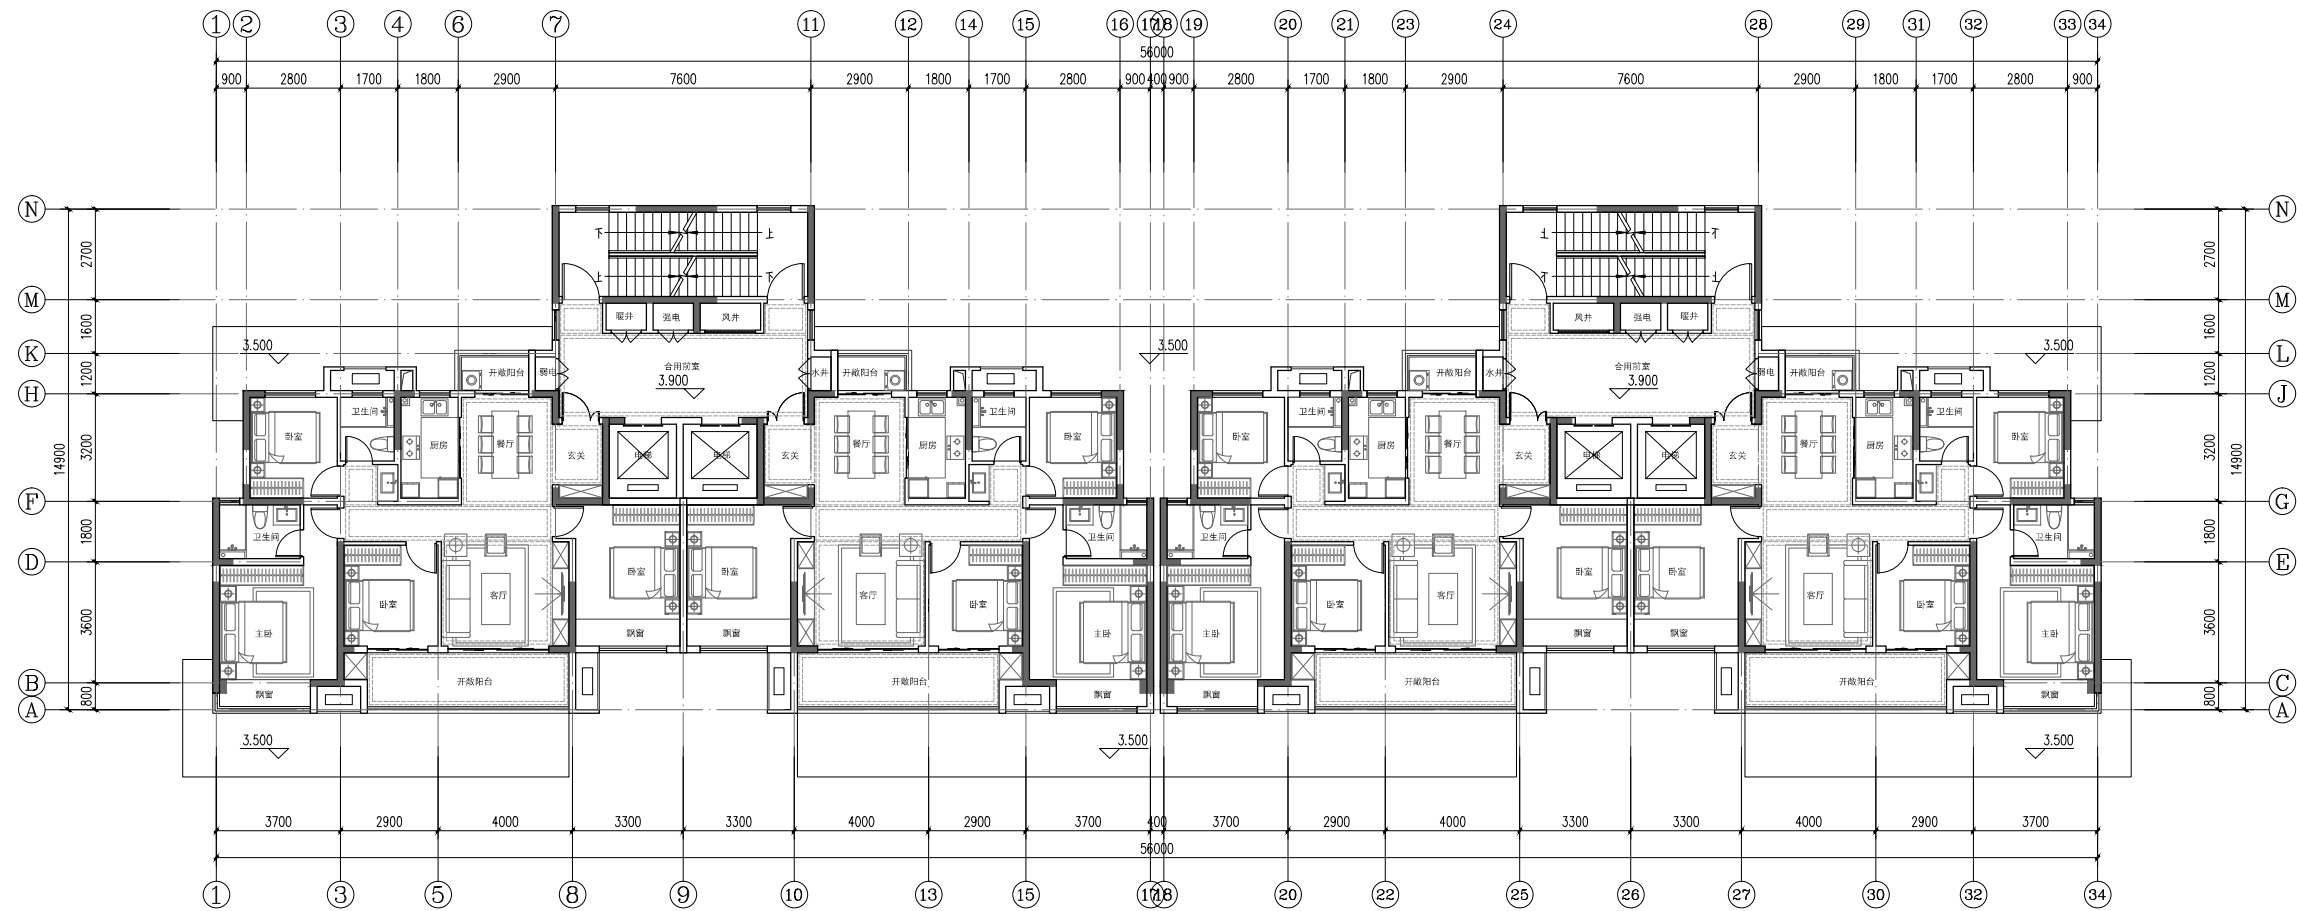 1 2 3 4 6 7 11 12 14 15 16 17 18 19 20 21 23 24 28 29 31 32 33 34
56000
900 2800 1700 1800 2900 7600 2900 1800 1700 2800 900 400 900 2800 1700 1800 2900 7600 2900 1800 1700 2800 900
N N
下 上 上 下
2700 2700
上 下 下 上
M M
暖井 强电 风井 风井 强电 暖井
1600 1600
3.500 3.500 3.500
K L
合用前室 合用前室
开敞阳台 弱电 水井 开敞阳台 开敞阳台 水井 弱电 开敞阳台
1200 3.900 3.900 1200
H J
卫生间 卫生间 卫生间 卫生间
卧室 厨房 餐厅 餐厅 厨房 卧室 卧室 厨房 餐厅 餐厅 厨房 卧室
3200 玄关 电梯 电梯 玄关 玄关 电梯 电梯 玄关 3200
14900 14900
F G
1800 卫生间 卫生间 卫生间 卫生间 1800
D E
卧室 卧室 卧室 卧室
卧室 客厅 客厅 卧室 卧室 客厅 客厅 卧室
3600 主卧 飘窗 飘窗 主卧 主卧 飘窗 飘窗 主卧 3600
开敞阳台 开敞阳台 开敞阳台 开敞阳台
B C
飘窗 飘窗 飘窗 飘窗
800 800
A A
3.500 3.500 3.500
3700 2900 4000 3300 3300 4000 2900 3700 400 3700 2900 4000 3300 3300 4000 2900 3700
56000
1 3 5 8 9 10 13 15 17 18 20 22 25 26 27 30 32 34